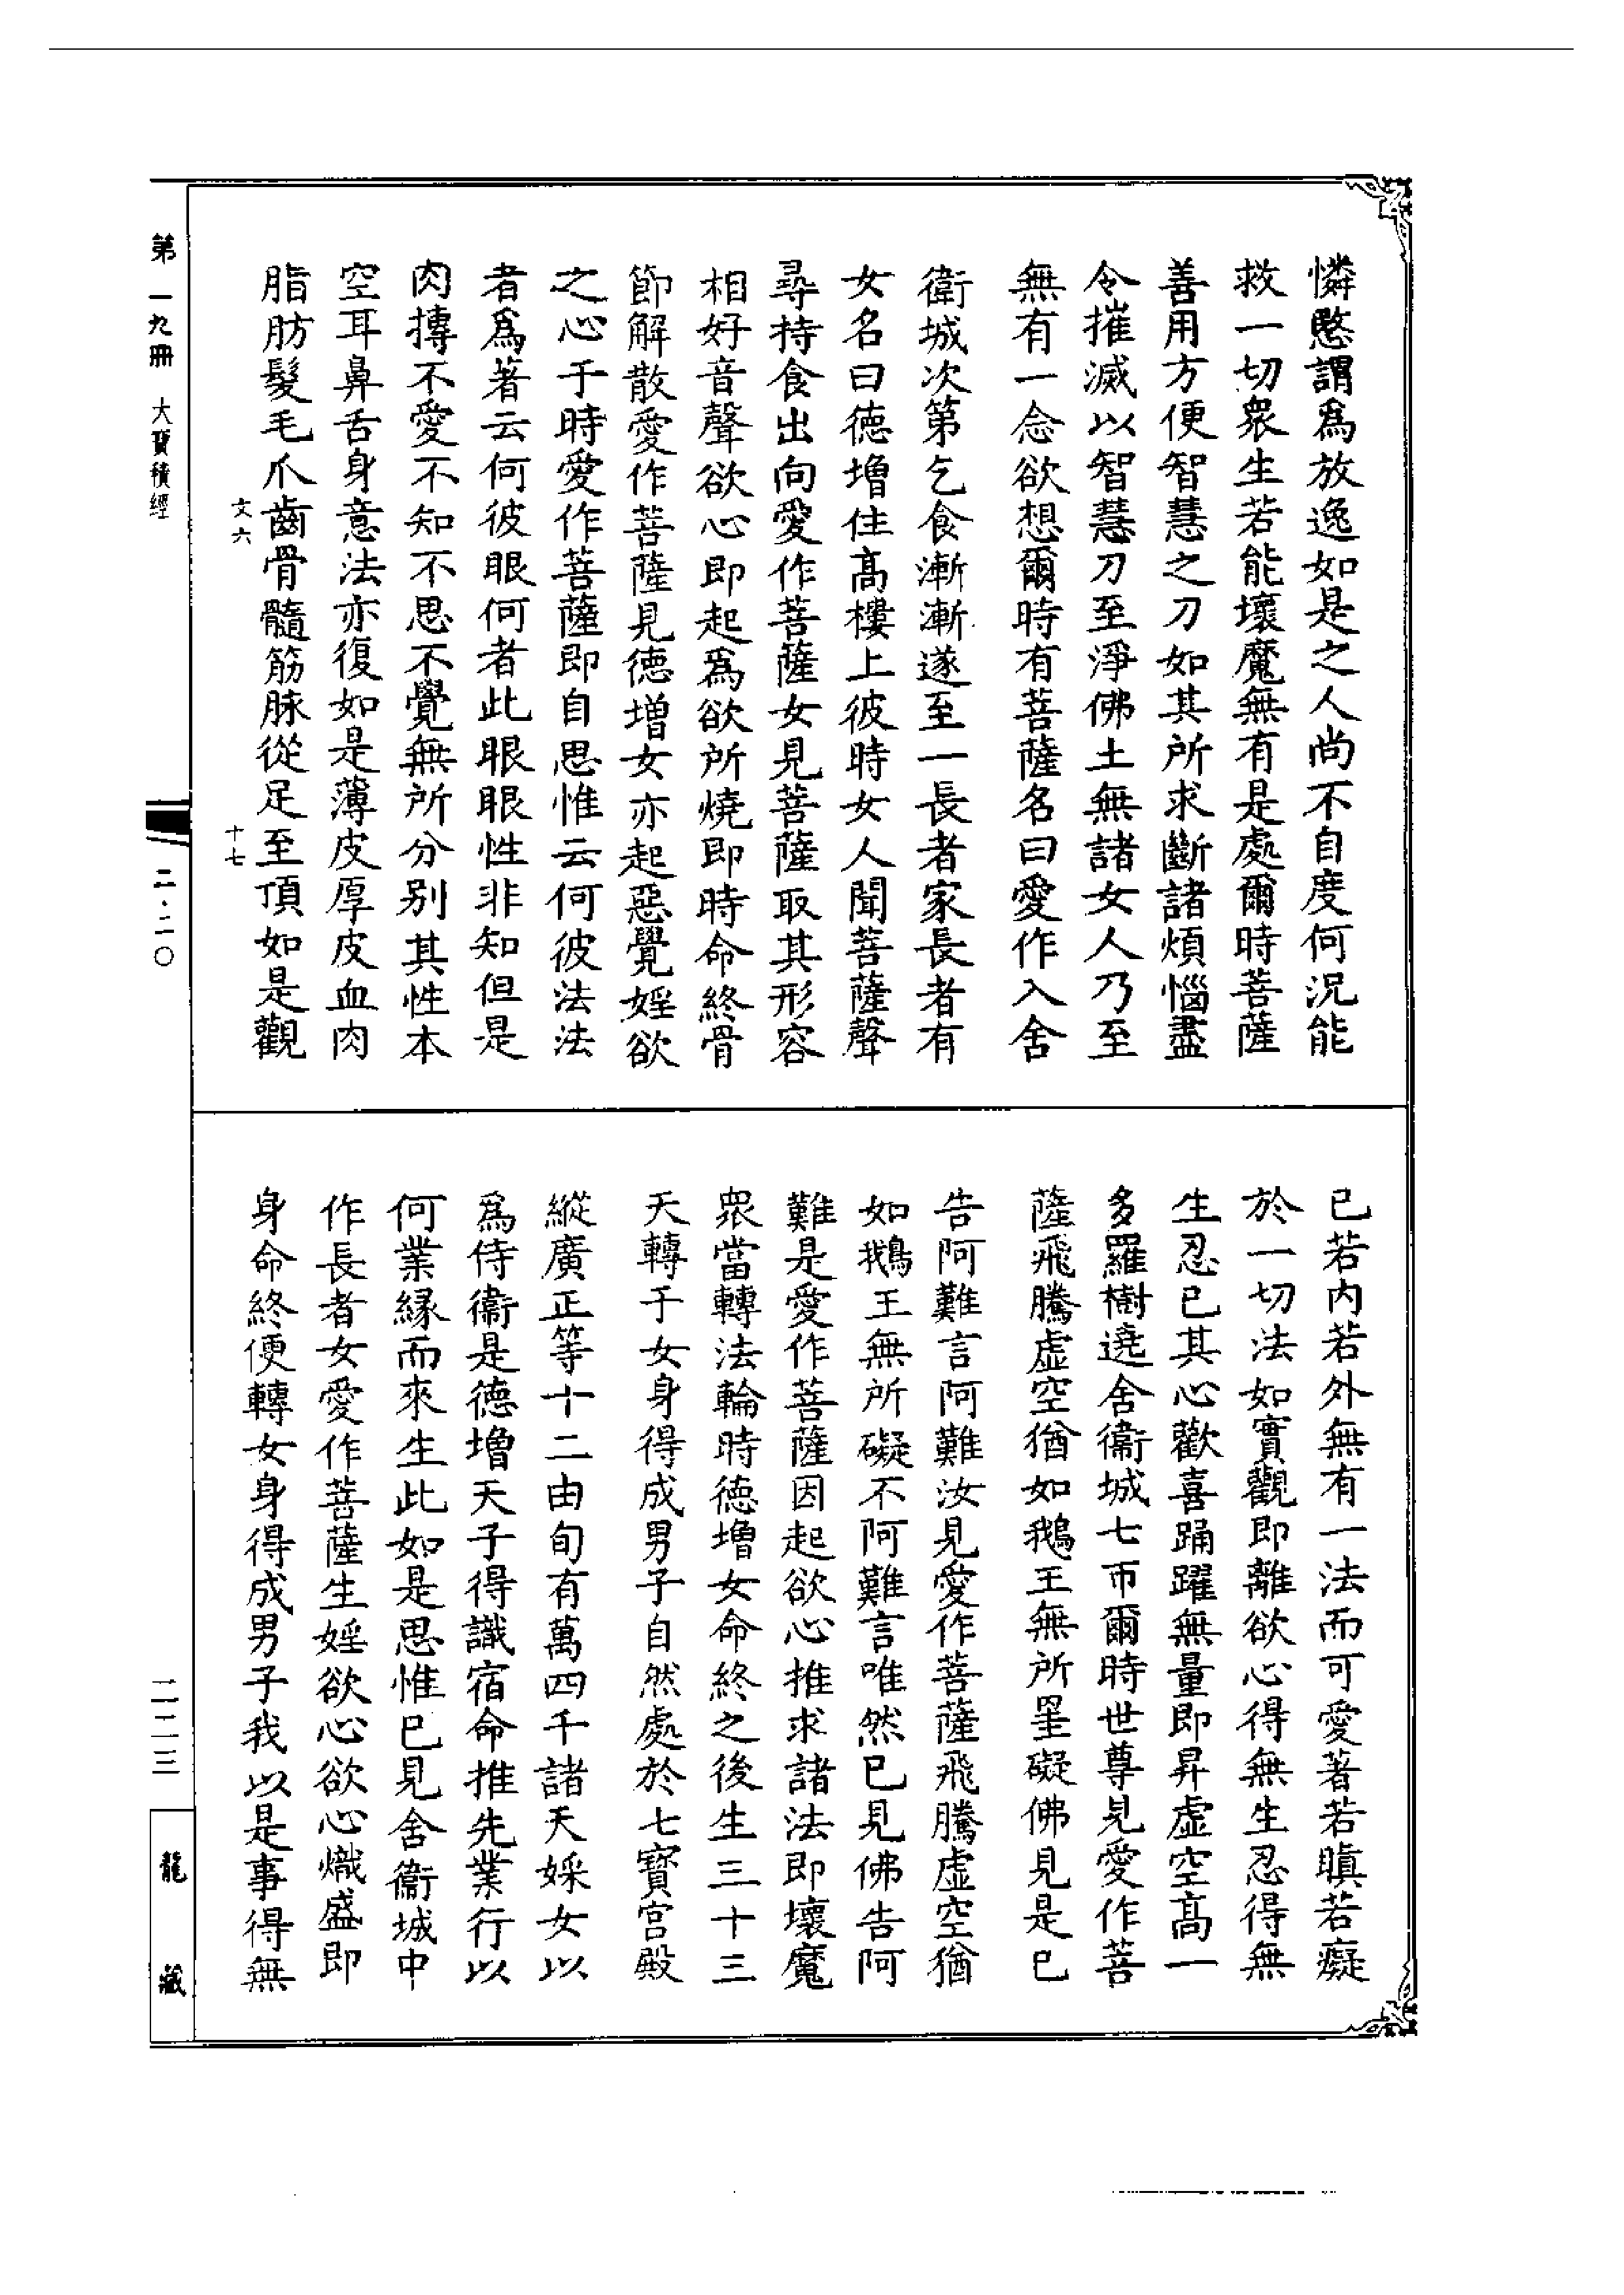 憐愍謂爲放逸如是之人尚不自度何況能
救一切衆生若能壞魔無有是處爾時菩薩
善用方便智慧之刀如其所求斷諸煩惱盡
令摧滅以智慧刀至淨佛土無諸女人乃至
無有一念欲想爾時有菩薩名曰愛作入舍
衛城次第乞食漸漸遂至一長者家長者有
女名曰德增住高樓上彼時女人聞菩薩聲
尋持食出向愛作菩薩女見菩薩取其形容
相好音聲欲心即起爲欲所燒即時命終骨
節解散愛作菩薩見德增女亦起惡覺婬欲
之心于時愛作菩薩即自思惟云何彼法法
者爲著云何彼眼何者此眼眼性非知但是
肉摶不愛不知不思不覺無所分別其性本
空耳鼻舌身意法亦復如是薄皮厚皮血肉
脂肪髮毛爪齒骨髓筋脉從足至頂如是觀
文六
十七
已若内若外無有一法而可愛著若瞋若癡
於一切法如實觀即離欲心得無生忍得無
生忍已其心歡喜踊躍無量即昇虛空高一
多羅樹遶舍衛城七帀爾時世尊見愛作菩
薩飛騰虛空猶如鵝王無所罣礙佛見是已
告阿難言阿難汝見愛作菩薩飛騰虛空猶
如鵝王無所礙不阿難言唯然已見佛告阿
難是愛作菩薩因起欲心推求諸法即壞魔
衆當轉法輪時德增女命終之後生三十三
天轉于女身得成男子自然處於七寳宮殿
縱廣正等十二由旬有萬四千諸天婇女以
爲侍衛是德增天子得識宿命推先業行以
何業緣而來生此如是思惟已見舍衞城中
作長者女愛作菩薩生婬欲心欲心熾盛即
身命終便轉女身得成男子我以是事得無
第一九冊 大寶積經
二·二〇
二二三
龍藏